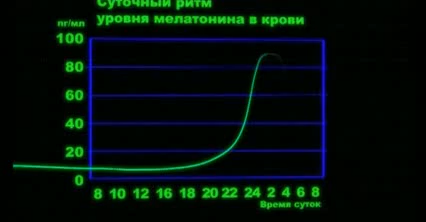 Суточный ритм
уровня мелатонина в крови
пг/мл
100
80
60
40
20
0
8 10 12 16 18 20 22 24 2 4 6 8
Время суток